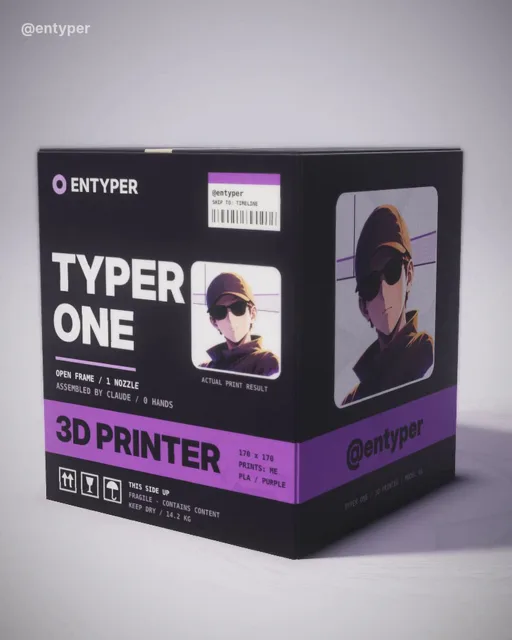 @entyper
ENTYPER
@entyper
SHIP TO: TIMELINE
TYPER
ONE
OPEN FRAME / 1 NOZZLE
ASSEMBLED BY CLAUDE / 0 HANDS
ACTUAL PRINT RESULT
3D PRINTER
170 x 170
PRINTS: ME
PLA / PURPLE
THIS SIDE UP
FRAGILE - CONTAINS CONTENT
KEEP DRY / 14.2 KG
@entyper